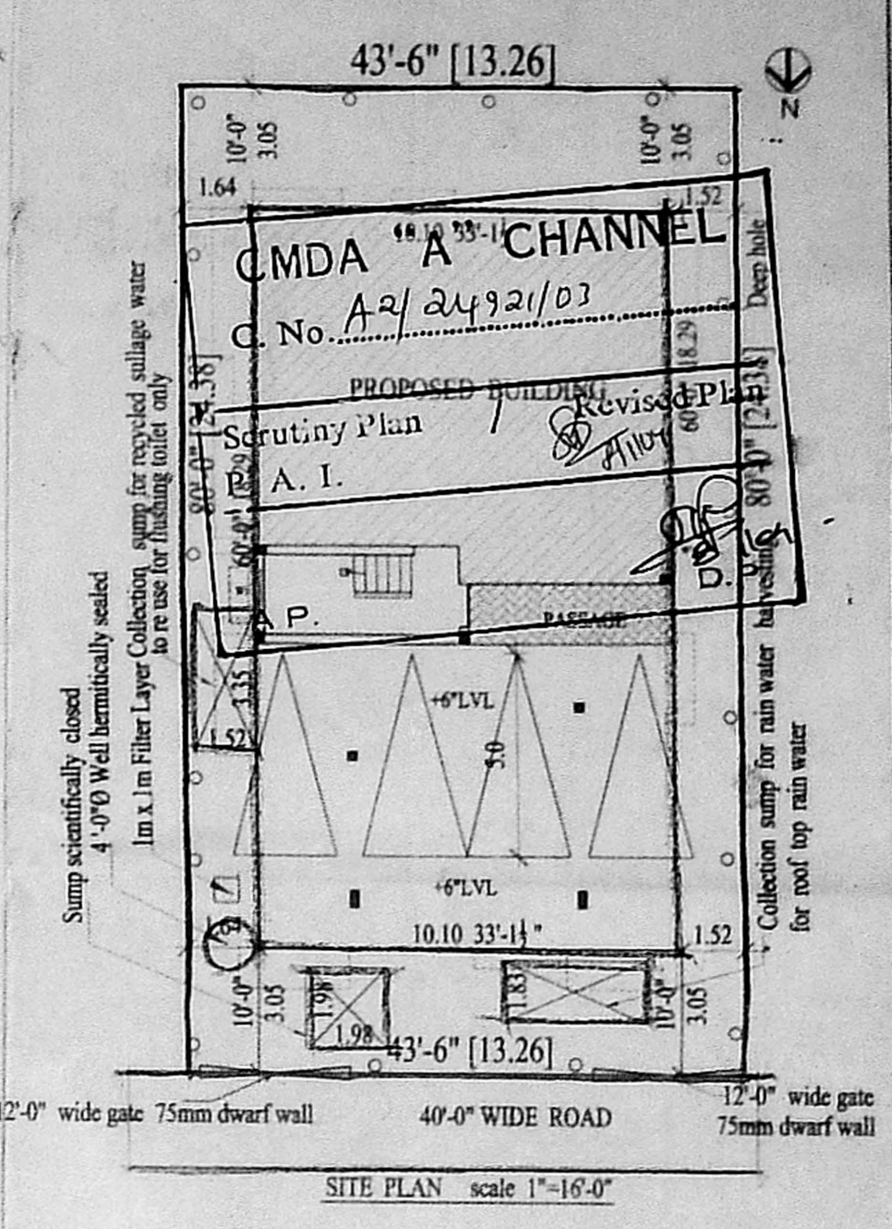 43'-6" [13.26]
N
10'-0"
3.05
10'-0"
3.05
1.64
1.52
10.10 33'-1½"
CMDA "A" CHANNEL
C. No. A2/24921/03
Deep hole
18.29
60'-0"
80'-0" [24.38]
PROPOSED BUILDING
Scrutiny Plan / Revised Plan
P. A. I.
80'-0" [24.38]
60'-0" 18.29
D. P.
A. P.
PASSAGE
Collection sump for recycled sullage water
to re use for flushing toilet only
1m x 1m Filter Layer
4'-0"Ø Well hermitically sealed
Sump scientifically closed
3.35
1.52
+6"LVL
5.0
+6"LVL
10.10 33'-1½"
1.52
Collection sump for rain water harvesting
for roof top rain water
10'-0"
3.05
1.98
1.98
1.83
10'-0"
3.05
43'-6" [13.26]
12'-0" wide gate 75mm dwarf wall
40'-0" WIDE ROAD
12'-0" wide gate
75mm dwarf wall
SITE PLAN scale 1"=16'-0"